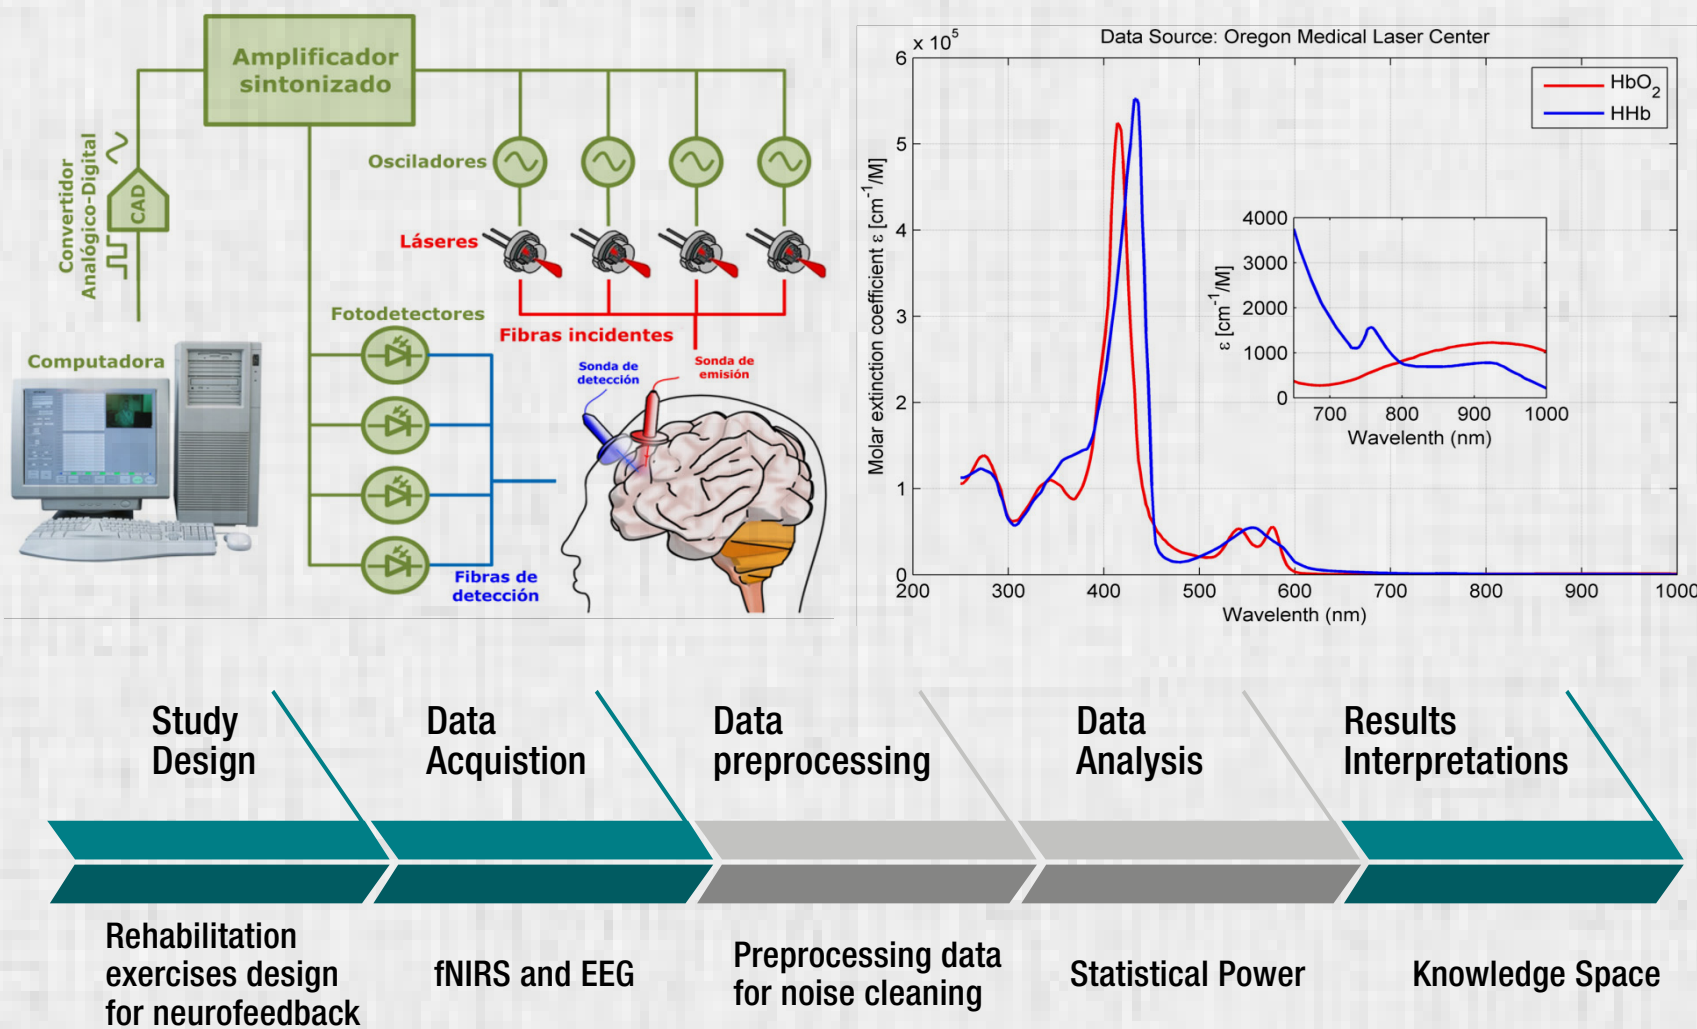 Amplificador
sintonizado
Convertidor
Analógico-Digital
CAD
Osciladores
Láseres
Fotodetectores
Fibras incidentes
Computadora
Sonda de
detección
Sonda de
emisión
Fibras de
detección
Data Source: Oregon Medical Laser Center
x 10^5
HbO2
HHb
Molar extinction coefficient ε [cm^-1/M]
6
5
4
3
2
1
0
200 300 400 500 600 700 800 900 1000
Wavelenth (nm)
ε [cm^-1/M]
4000
3000
2000
1000
0
700 800 900 1000
Wavelenth (nm)
Study
Design
Data
Acquistion
Data
preprocessing
Data
Analysis
Results
Interpretations
Rehabilitation
exercises design
for neurofeedback
fNIRS and EEG
Preprocessing data
for noise cleaning
Statistical Power
Knowledge Space